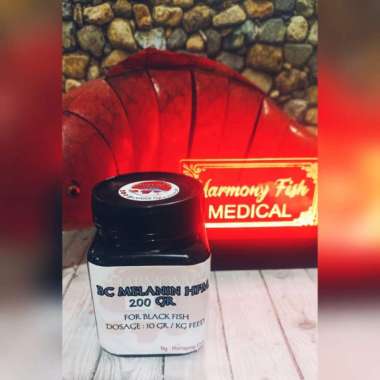 Harmony Fish
MEDICAL
BC MELANIN HFM
200 GR
FOR BLACK FISH
DOSAGE : 10 GR / KG FEED